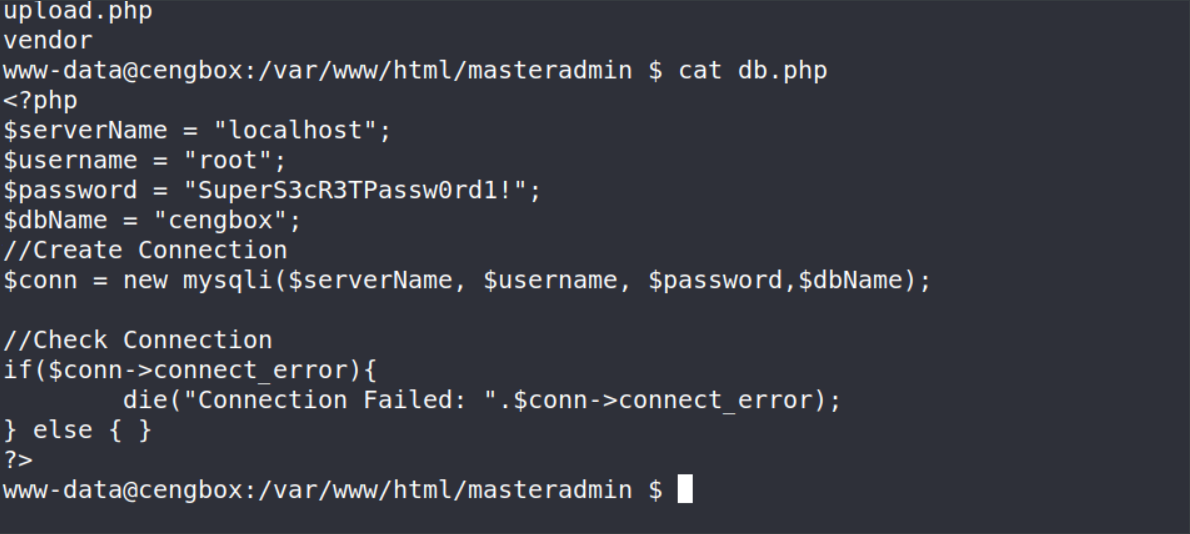 upload.php
vendor
www-data@cengbox:/var/www/html/masteradmin $ cat db.php
<?php
$serverName = "localhost";
$username = "root";
$password = "SuperS3cR3TPassw0rd1!";
$dbName = "cengbox";
//Create Connection
$conn = new mysqli($serverName, $username, $password,$dbName);
//Check Connection
if($conn->connect_error){
        die("Connection Failed: ".$conn->connect_error);
} else { }
?>
www-data@cengbox:/var/www/html/masteradmin $